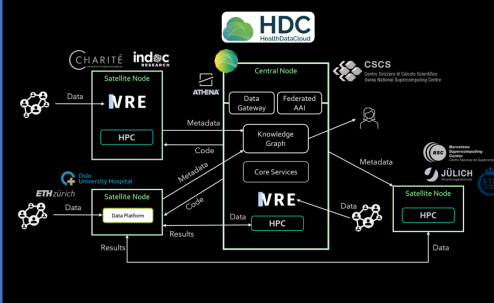 HDC
HealthDataCloud
CHARITÉ
indoc
RESEARCH
CSCS
Centro Svizzero di Calcolo Scientifico
Swiss National Supercomputing Centre
Satellite Node
Central Node
ATHENA
Data
VRE
HPC
Data
Gateway
Federated
AAI
Metadata
Code
Knowledge
Graph
Barcelona
Supercomputing
Center
BSC
Oslo
University Hospital
ETHzürich
Metadata
Core Services
Metadata
JÜLICH
Forschungszentrum
Satellite Node
Code
VRE
Satellite Node
Data
Data Platform
Data
Data
HPC
HPC
Results
Results
Data